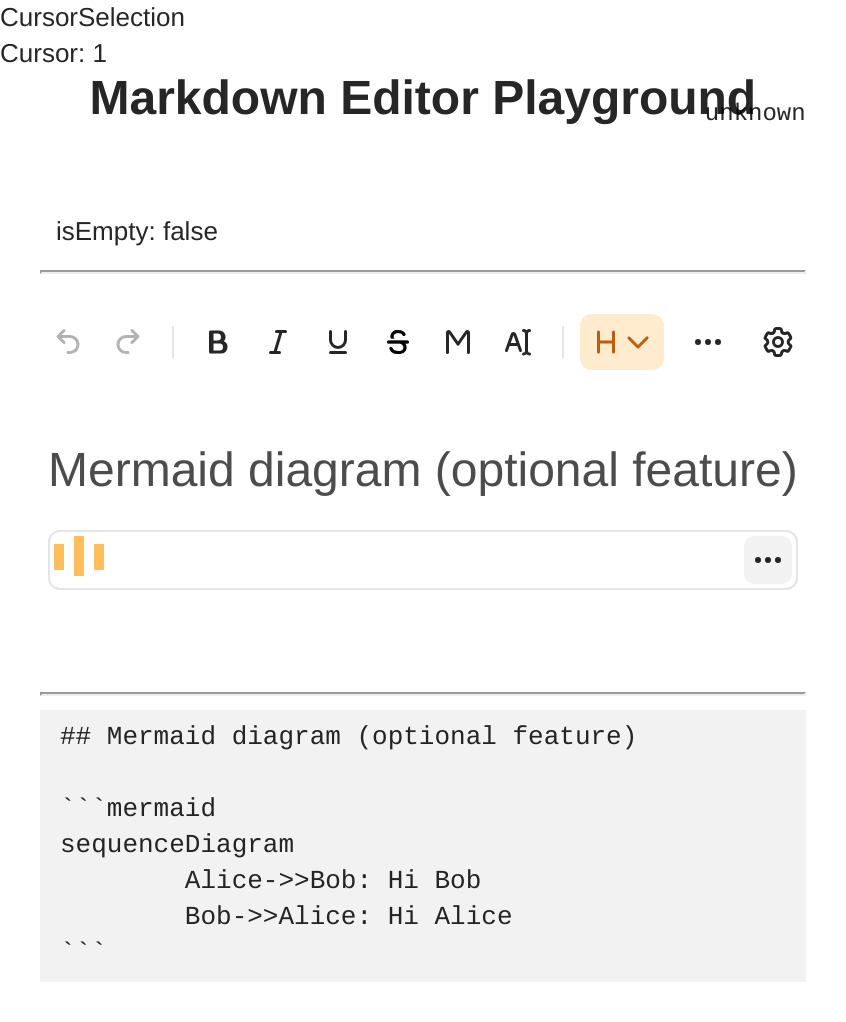 CursorSelection
Cursor: 1
Markdown Editor Playground
unknown
isEmpty: false
B I U S M A H
Mermaid diagram (optional feature)
## Mermaid diagram (optional feature)
```mermaid
sequenceDiagram
        Alice->>Bob: Hi Bob
        Bob->>Alice: Hi Alice
```